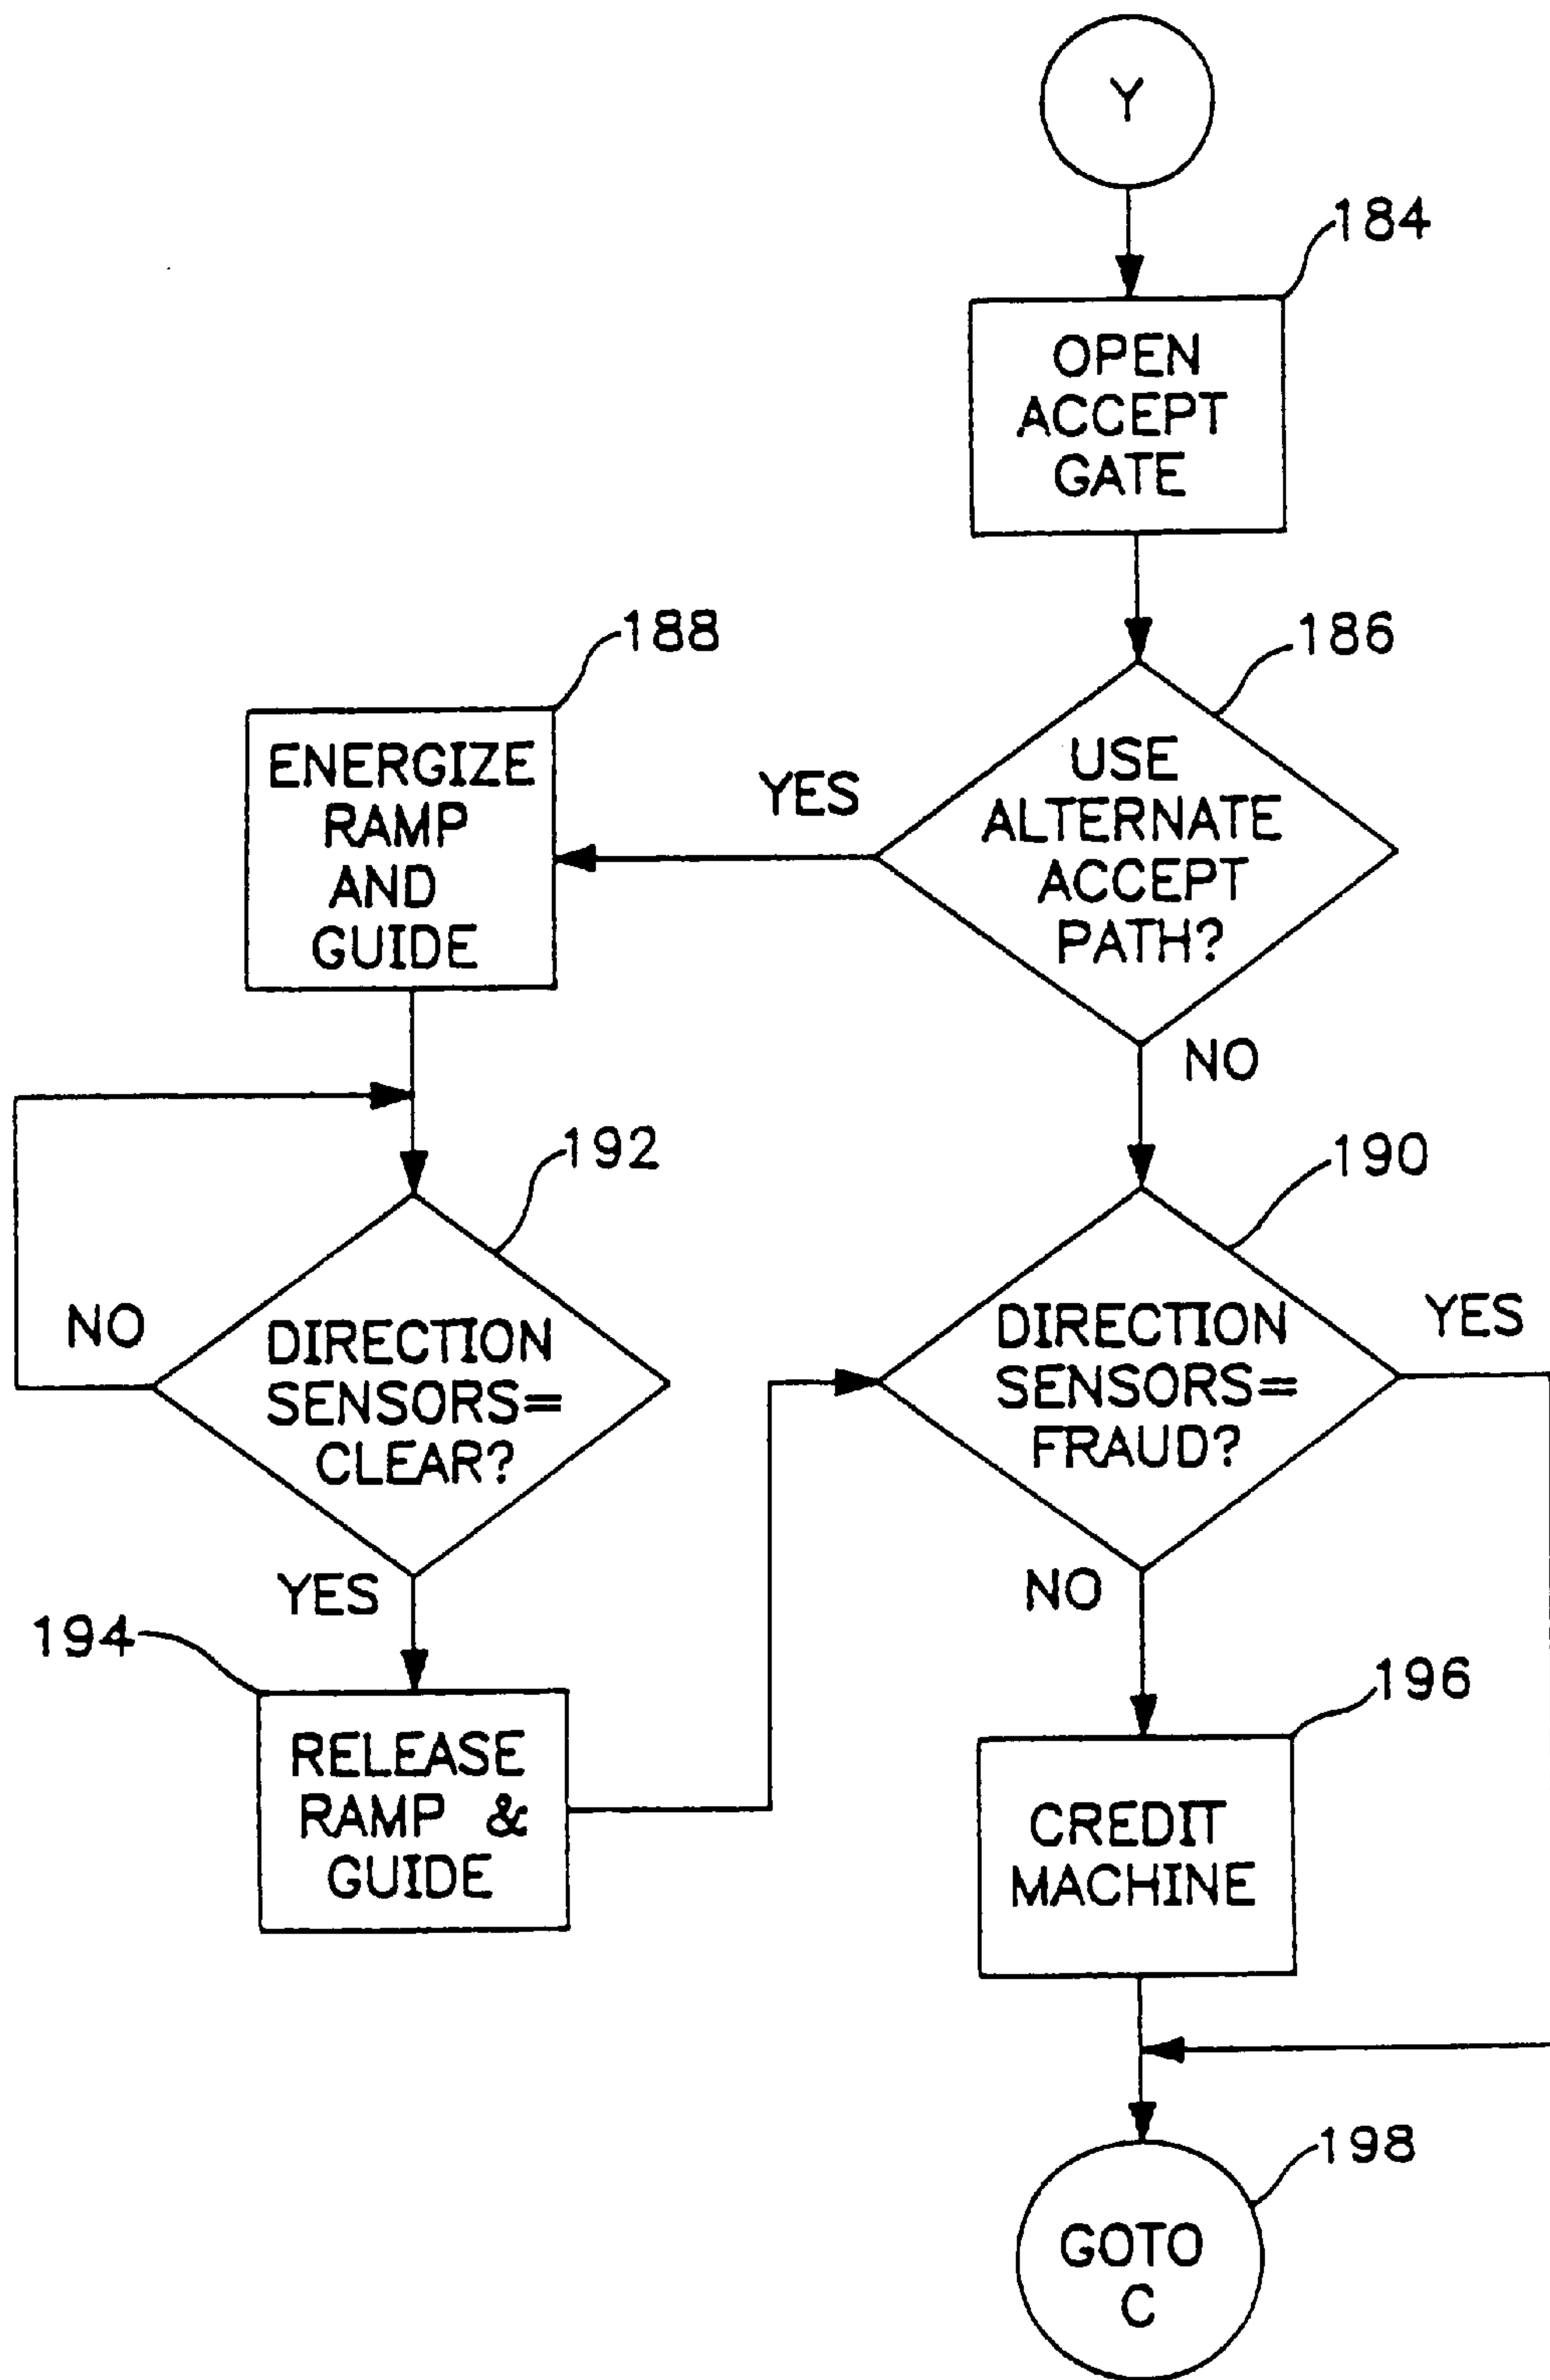 Y
184
OPEN
ACCEPT
GATE
186
USE
ALTERNATE
ACCEPT
PATH?
YES
NO
188
ENERGIZE
RAMP
AND
GUIDE
192
DIRECTION
SENSORS=
CLEAR?
NO
YES
190
DIRECTION
SENSORS=
FRAUD?
YES
NO
194
RELEASE
RAMP &
GUIDE
196
CREDIT
MACHINE
198
GOTO
C